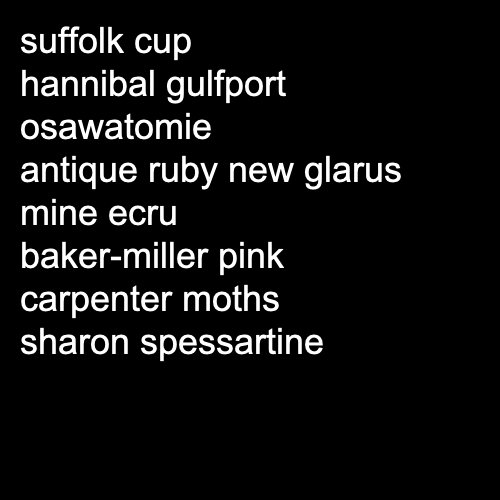 suffolk cup
hannibal gulfport
osawatomie
antique ruby new glarus
mine ecru
baker-miller pink
carpenter moths
sharon spessartine